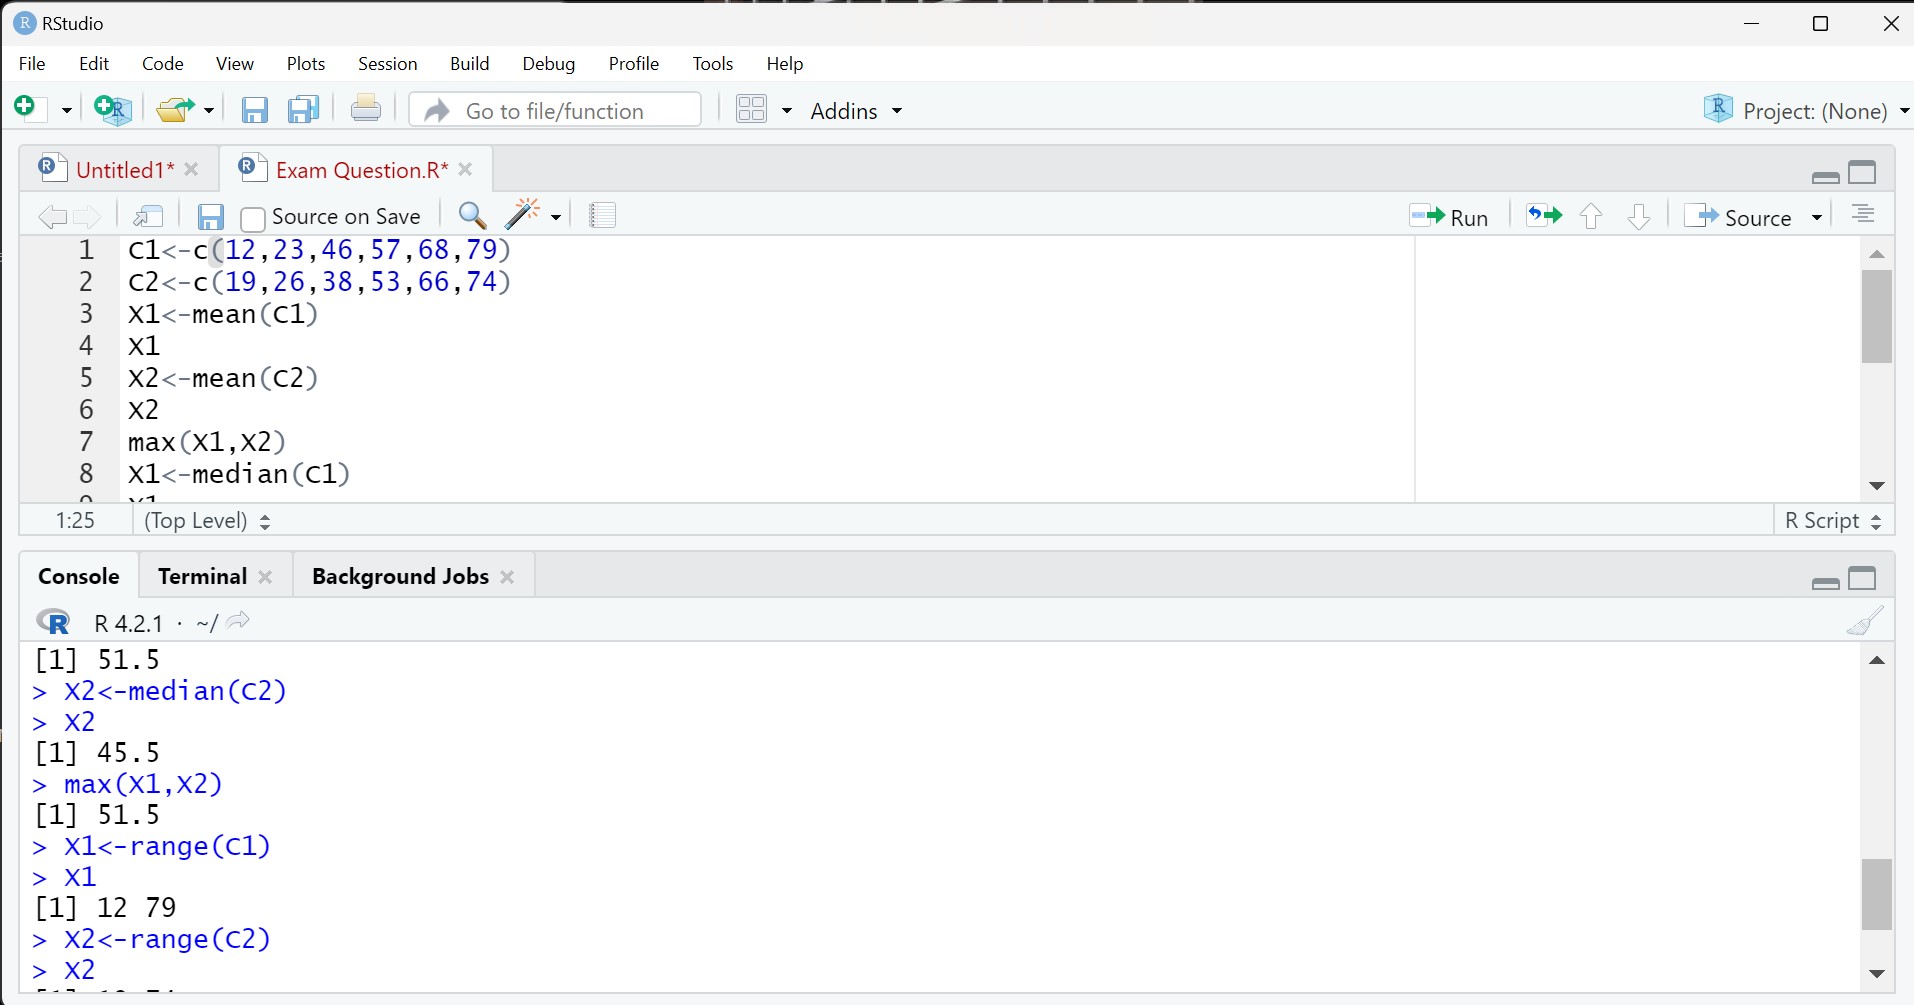 RStudio
File Edit Code View Plots Session Build Debug Profile Tools Help
Go to file/function Addins Project: (None)
Untitled1* Exam Question.R*
Source on Save Run Source
1 C1<-c(12,23,46,57,68,79)
2 C2<-c(19,26,38,53,66,74)
3 X1<-mean(C1)
4 X1
5 X2<-mean(C2)
6 X2
7 max(X1,X2)
8 X1<-median(C1)
1:25 (Top Level) R Script
Console Terminal Background Jobs
R 4.2.1 · ~/
[1] 51.5
> X2<-median(C2)
> X2
[1] 45.5
> max(X1,X2)
[1] 51.5
> X1<-range(C1)
> X1
[1] 12 79
> X2<-range(C2)
> X2